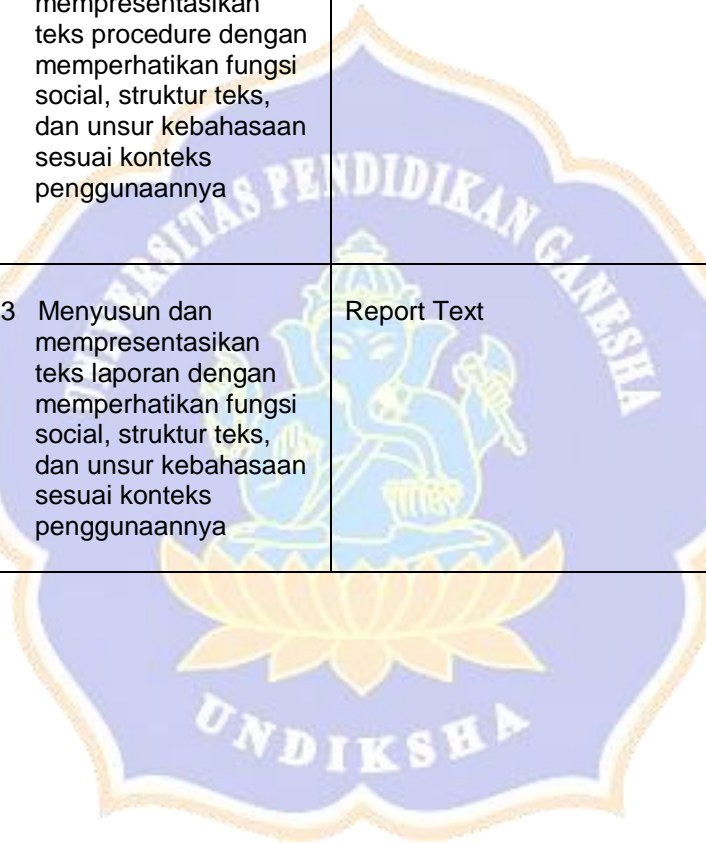 mempresentasikan
teks procedure dengan
memperhatikan fungsi
social, struktur teks,
dan unsur kebahasaan
sesuai konteks
penggunaannya
3 Menyusun dan
mempresentasikan
teks laporan dengan
memperhatikan fungsi
social, struktur teks,
dan unsur kebahasaan
sesuai konteks
penggunaannya
Report Text
UNIVERSITAS PENDIDIKAN GANESHA
UNDIKSHA